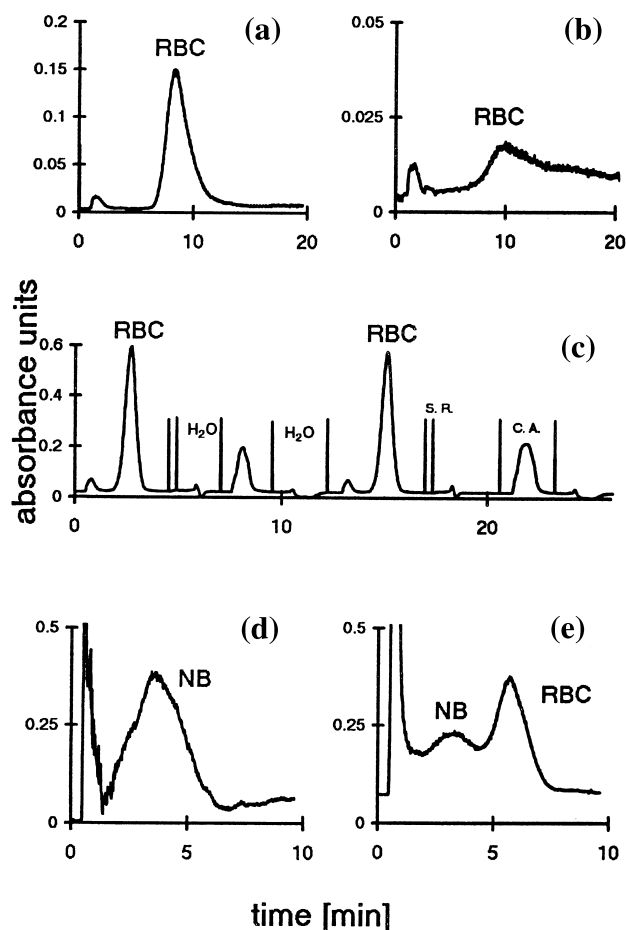 (a)
RBC
0.2
0.15
0.1
0.05
0
0 10 20
(b)
RBC
0.05
0.025
0
0 10 20
absorbance units
(c)
RBC RBC
0.6
0.4
0.2
0
H₂O H₂O S. R. C. A.
0 10 20
(d)
NB
0.5
0.25
0
0 5 10
(e)
NB RBC
0.5
0.25
0
0 5 10
time [min]